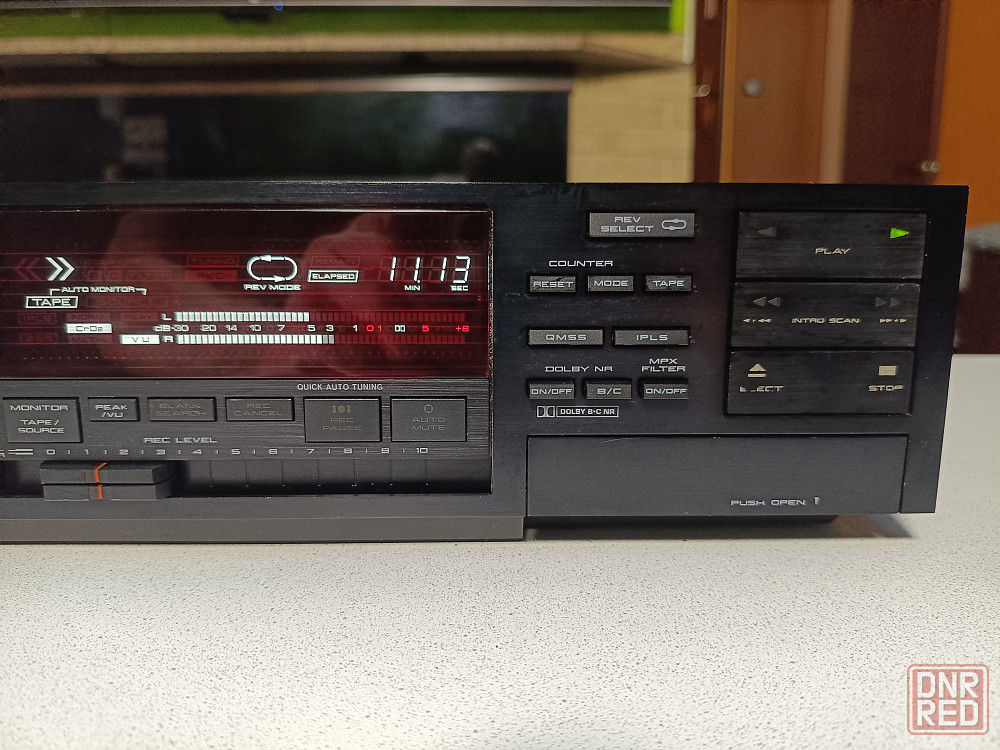 REV
SELECT
COUNTER
RESET MODE TAPE
QMSS IPLS
DOLBY NR MPX
FILTER
ON/OFF B/C ON/OFF
DOLBY B·C NR
PLAY
INTRO SCAN
EJECT STOP
PUSH OPEN
REV MODE
REMAIN
ELAPSED
11 13
MIN SEC
AUTO MONITOR
TAPE
CrO2
VU
L
dB-30 20 14 10 7 5 3 1 0 1 5 +8
R
QUICK AUTO TUNING
MONITOR
TAPE /
SOURCE
PEAK
/VU
BLANK
SEARCH
REC
CANCEL
REC
PAUSE
AUTO
MUTE
REC LEVEL
0 1 2 3 4 5 6 7 8 9 10
DNR
RED